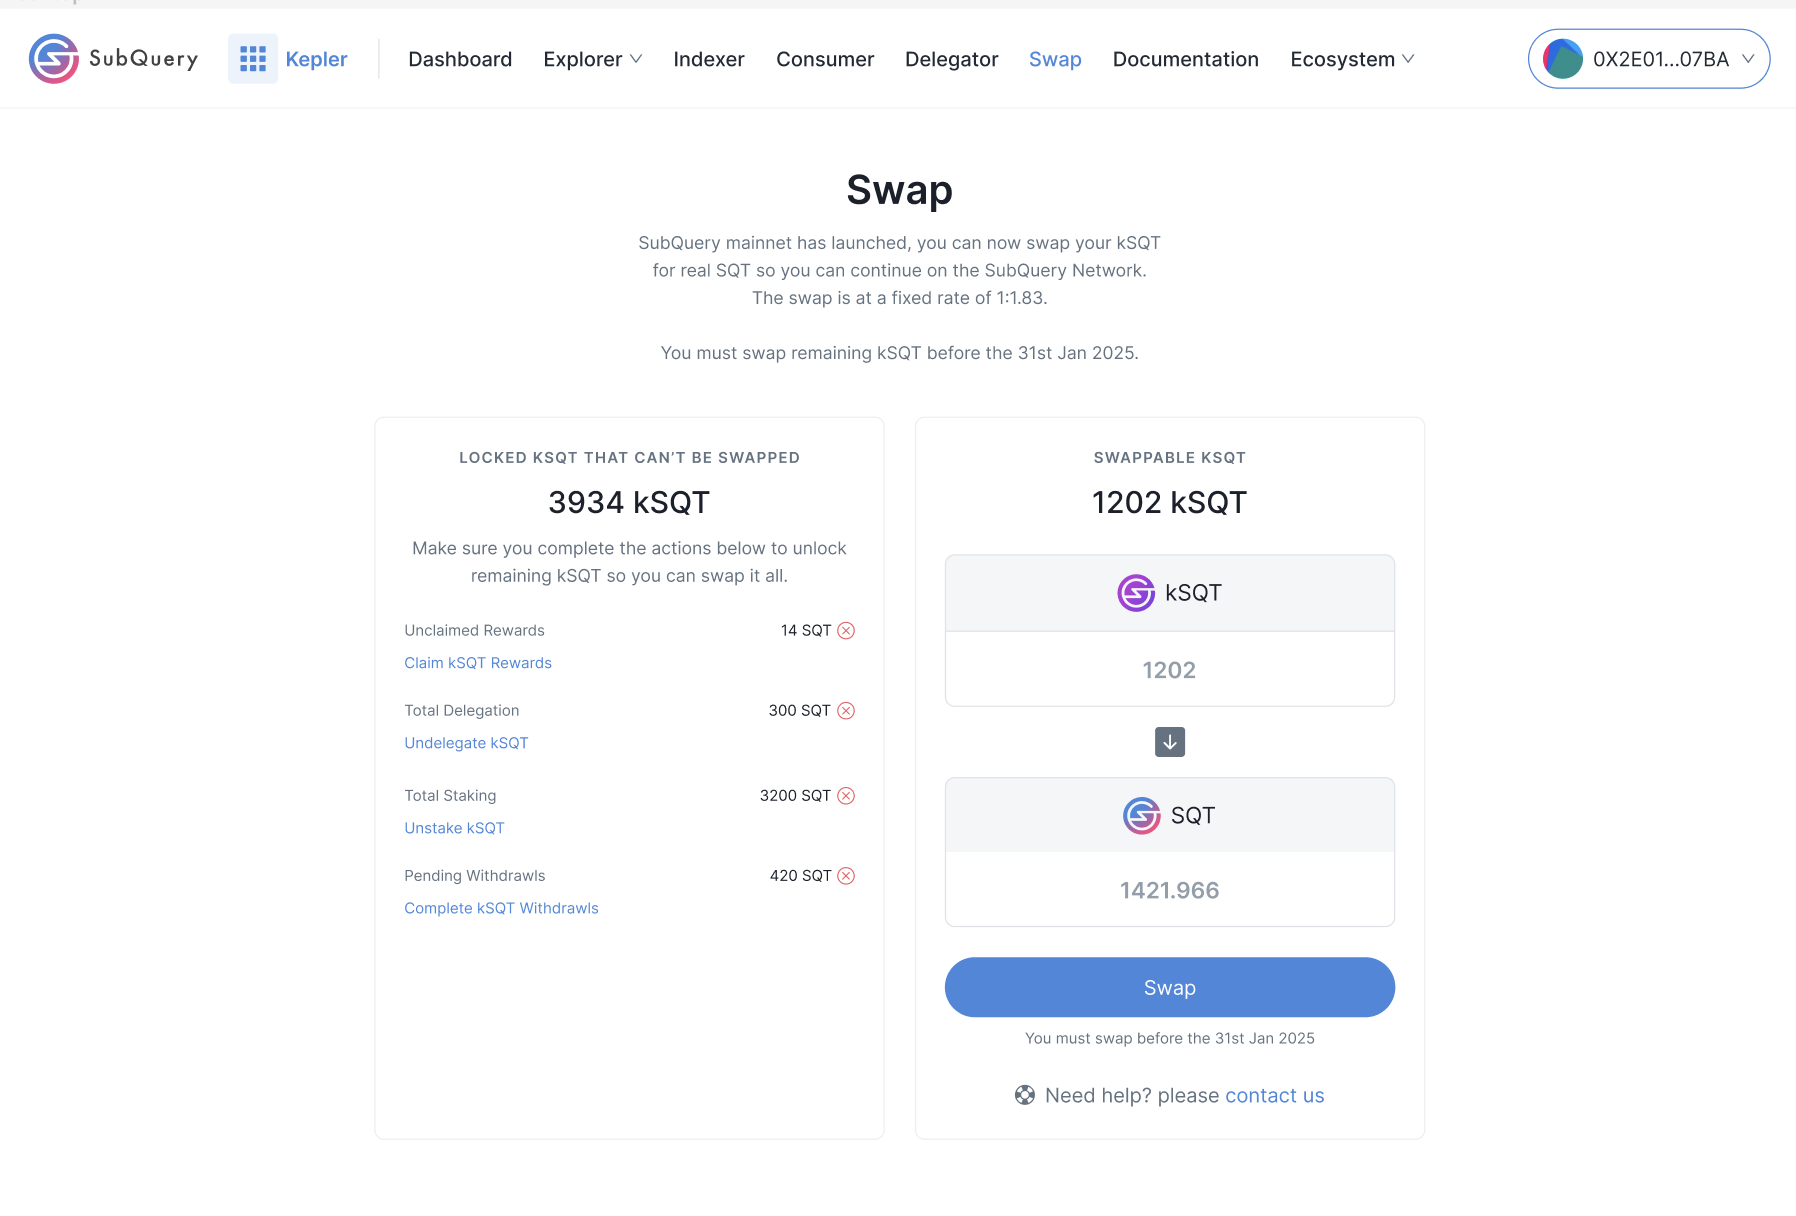 SubQuery
Kepler
Dashboard
Explorer
Indexer
Consumer
Delegator
Swap
Documentation
Ecosystem
0X2E01...07BA
Swap
SubQuery mainnet has launched, you can now swap your kSQT
for real SQT so you can continue on the SubQuery Network.
The swap is at a fixed rate of 1:1.83.
You must swap remaining kSQT before the 31st Jan 2025.
LOCKED KSQT THAT CAN'T BE SWAPPED
3934 kSQT
Make sure you complete the actions below to unlock
remaining kSQT so you can swap it all.
Unclaimed Rewards 14 SQT
Claim kSQT Rewards
Total Delegation 300 SQT
Undelegate kSQT
Total Staking 3200 SQT
Unstake kSQT
Pending Withdrawls 420 SQT
Complete kSQT Withdrawls
SWAPPABLE KSQT
1202 kSQT
kSQT
1202
SQT
1421.966
Swap
You must swap before the 31st Jan 2025
Need help? please contact us